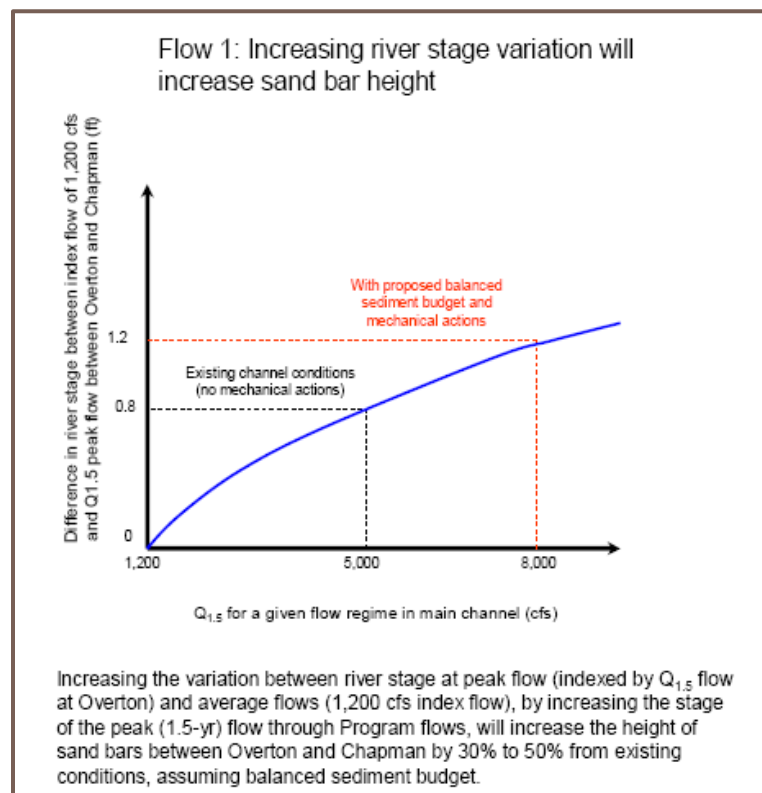 Flow 1: Increasing river stage variation will
increase sand bar height
Difference in river stage between index flow of 1,200 cfs
and Q1.5 peak flow between Overton and Chapman (ft)
With proposed balanced
sediment budget and
mechanical actions
1.2
Existing channel conditions
(no mechanical actions)
0.8
0
1,200
5,000
8,000
Q1.5 for a given flow regime in main channel (cfs)
Increasing the variation between river stage at peak flow (indexed by Q1.5 flow
at Overton) and average flows (1,200 cfs index flow), by increasing the stage
of the peak (1.5-yr) flow through Program flows, will increase the height of
sand bars between Overton and Chapman by 30% to 50% from existing
conditions, assuming balanced sediment budget.